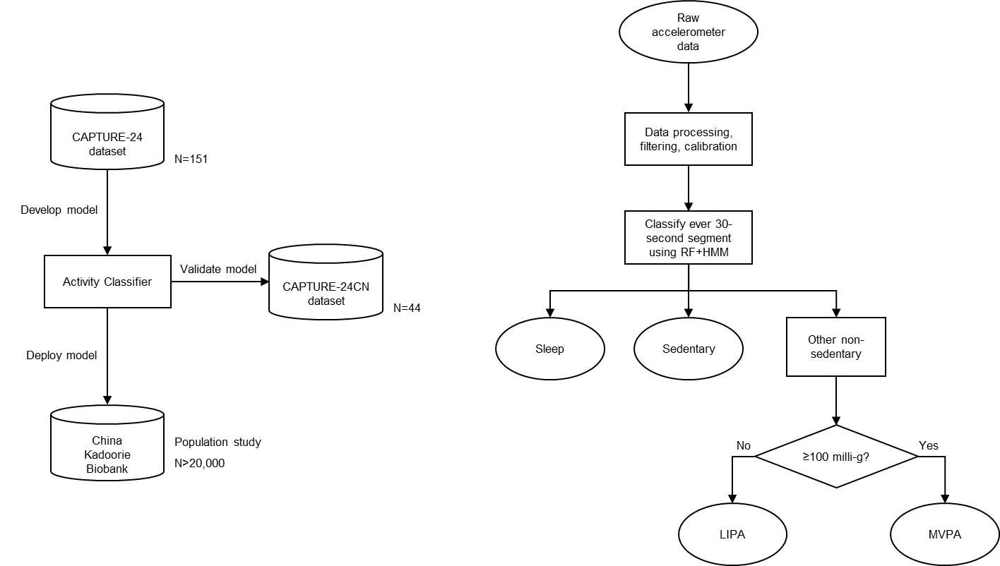 CAPTURE-24
dataset
N=151
Develop model
Activity Classifier
Validate model
CAPTURE-24CN
dataset
N=44
Deploy model
China
Kadoorie
Biobank
Population study
N>20,000
Raw
accelerometer
data
Data processing,
filtering, calibration
Classify ever 30-
second segment
using RF+HMM
Sleep
Sedentary
Other non-
sedentary
≥100 milli-g?
No
Yes
LIPA
MVPA